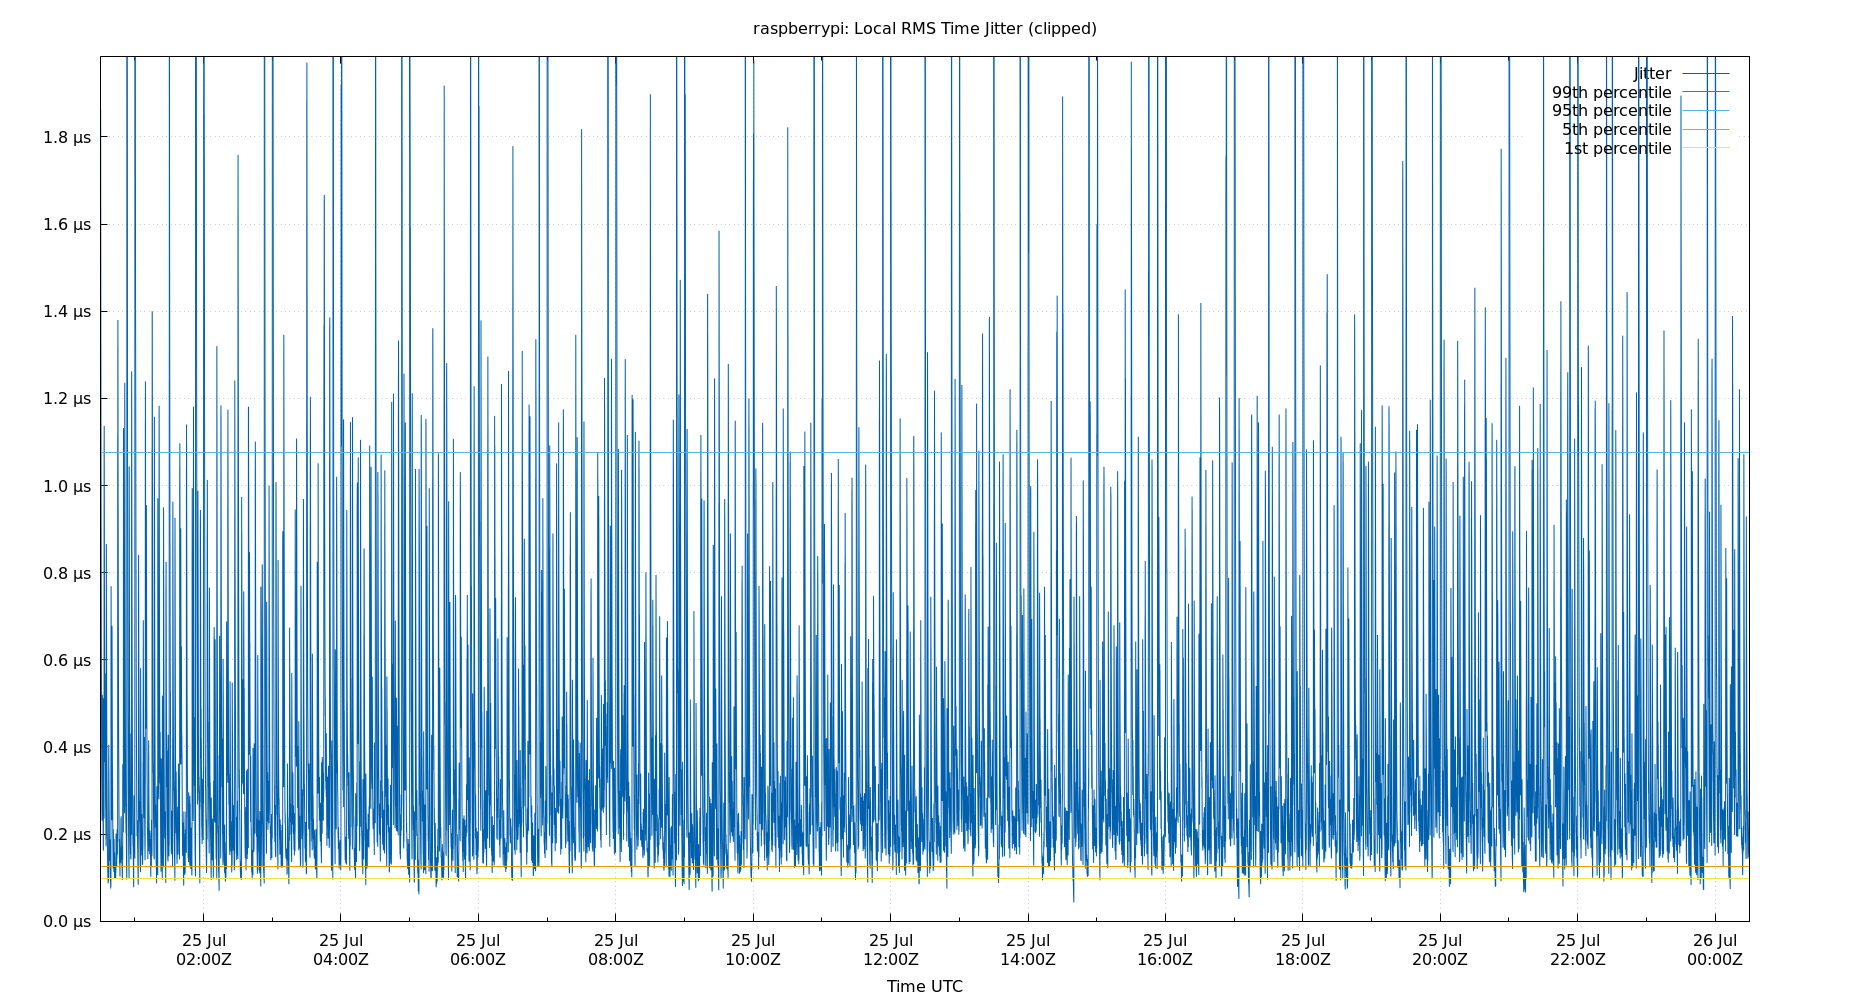 raspberrypi: Local RMS Time Jitter (clipped)
Jitter
99th percentile
95th percentile
5th percentile
1st percentile
1.8 µs
1.6 µs
1.4 µs
1.2 µs
1.0 µs
0.8 µs
0.6 µs
0.4 µs
0.2 µs
0.0 µs
25 Jul 25 Jul 25 Jul 25 Jul 25 Jul 25 Jul 25 Jul 25 Jul 25 Jul 25 Jul 25 Jul 26 Jul
02:00Z 04:00Z 06:00Z 08:00Z 10:00Z 12:00Z 14:00Z 16:00Z 18:00Z 20:00Z 22:00Z 00:00Z
Time UTC